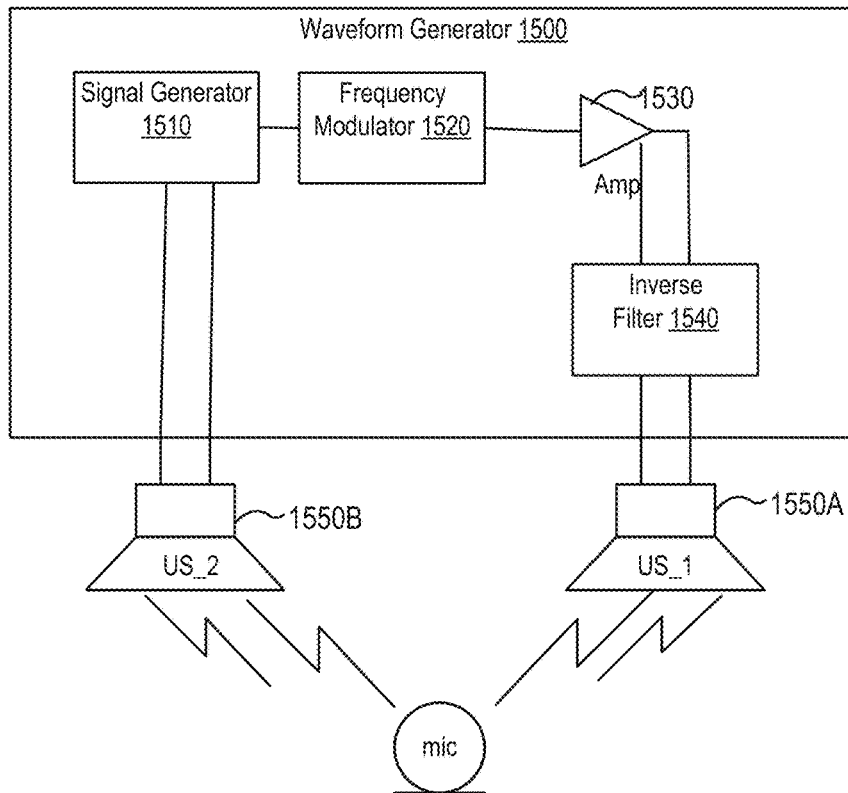 Waveform Generator 1500
Signal Generator
1510
Frequency
Modulator 1520
1530
Amp
Inverse
Filter 1540
1550B
1550A
US_2
US_1
mic